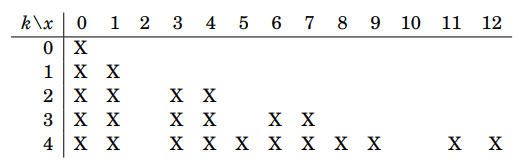 k\x 0 1 2 3 4 5 6 7 8 9 10 11 12
0 X
1 X X
2 X X X X
3 X X X X X X
4 X X X X X X X X X X X